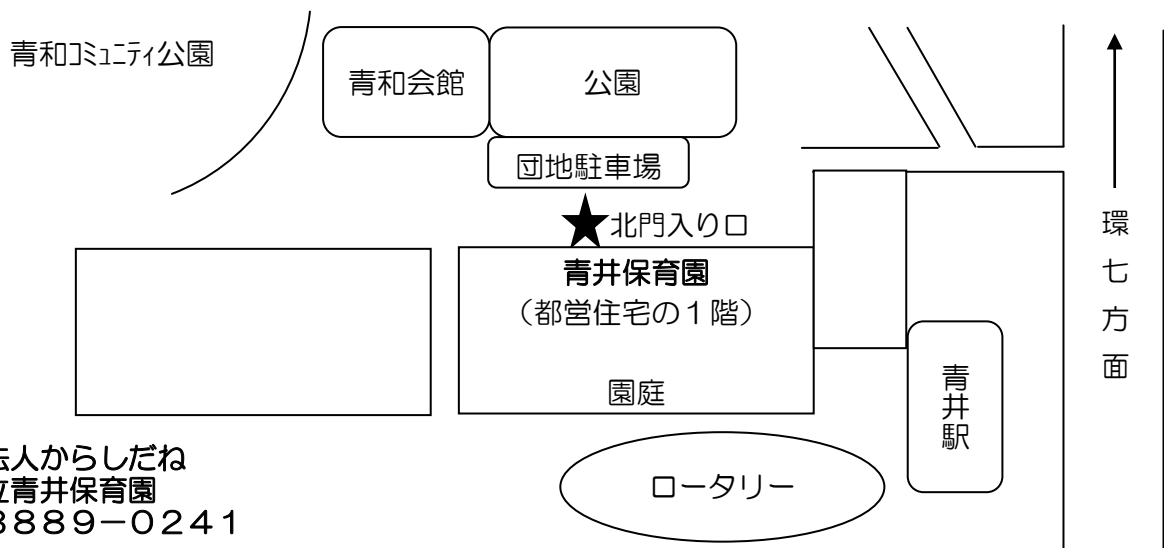 青和コミュニティ公園
青和会館
公園
団地駐車場
★北門入り口
青井保育園
（都営住宅の１階）
園庭
環七方面
青井駅
ロータリー
法人からしだね
立青井保育園
３８８９－０２４１